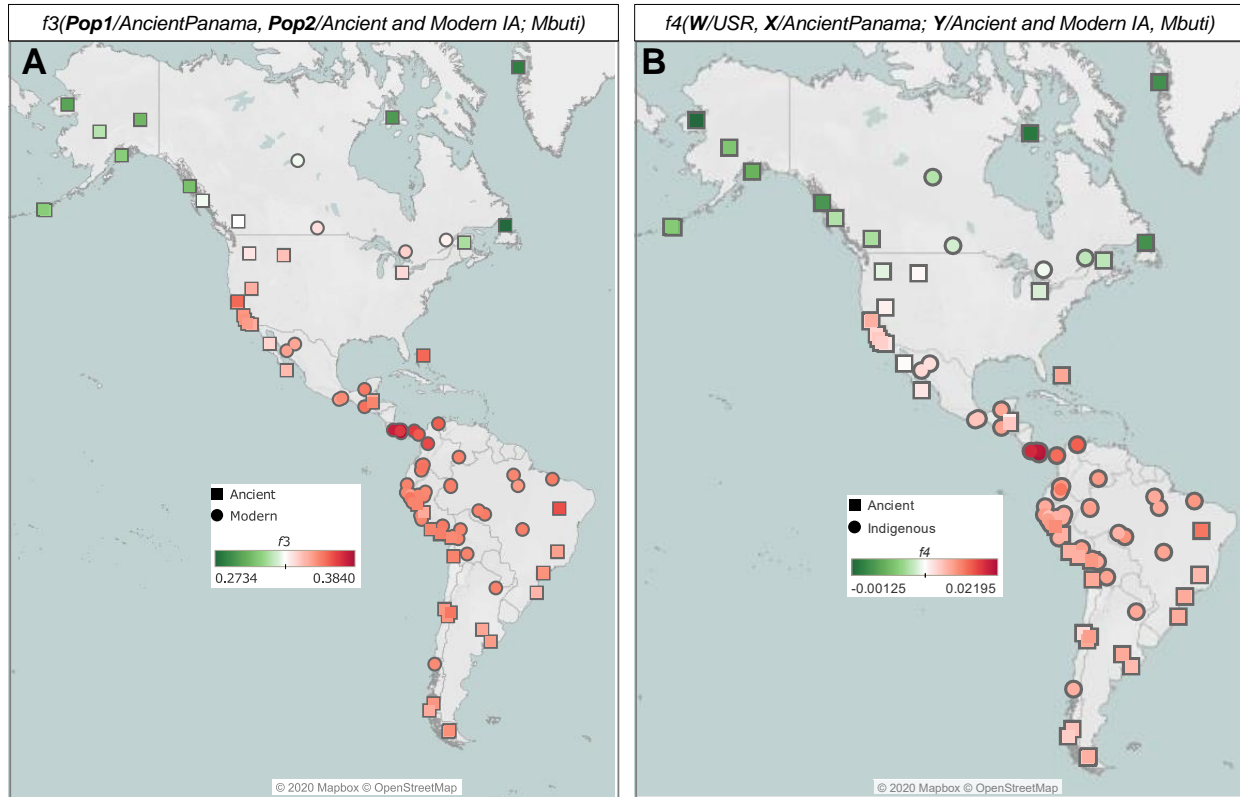 f3(Pop1/AncientPanama, Pop2/Ancient and Modern IA; Mbuti)
A
Ancient
Modern
f3
0.2734 0.3840
© 2020 Mapbox © OpenStreetMap
f4(W/USR, X/AncientPanama; Y/Ancient and Modern IA, Mbuti)
B
Ancient
Indigenous
f4
-0.00125 0.02195
© 2020 Mapbox © OpenStreetMap